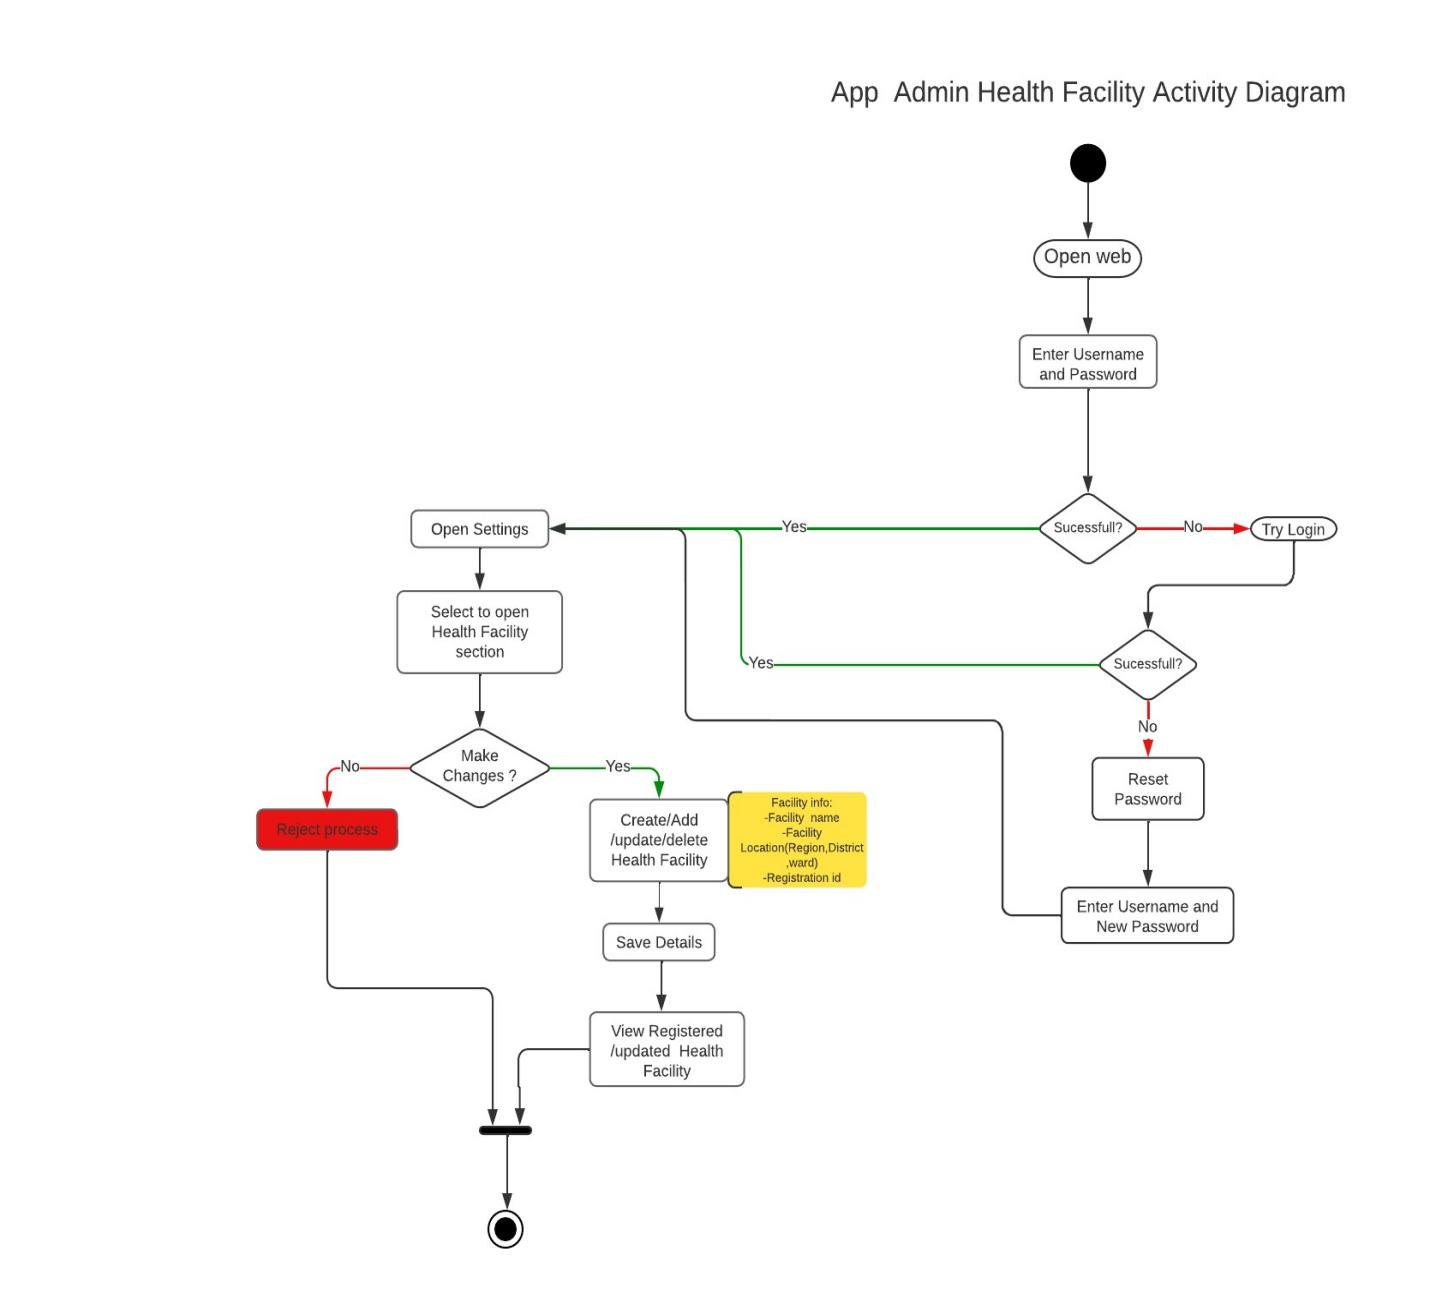 App  Admin Health Facility Activity Diagram
Open web
Enter Username
and Password
Sucessfull?
No
Try Login
Yes
Open Settings
Select to open
Health Facility
section
Sucessfull?
Yes
No
Reset
Password
Enter Username and
New Password
Make
Changes ?
No
Yes
Reject process
Create/Add
/update/delete
Health Facility
Facility info:
-Facility  name
-Facility
Location(Region,District
,ward)
-Registration id
Save Details
View Registered
/updated  Health
Facility